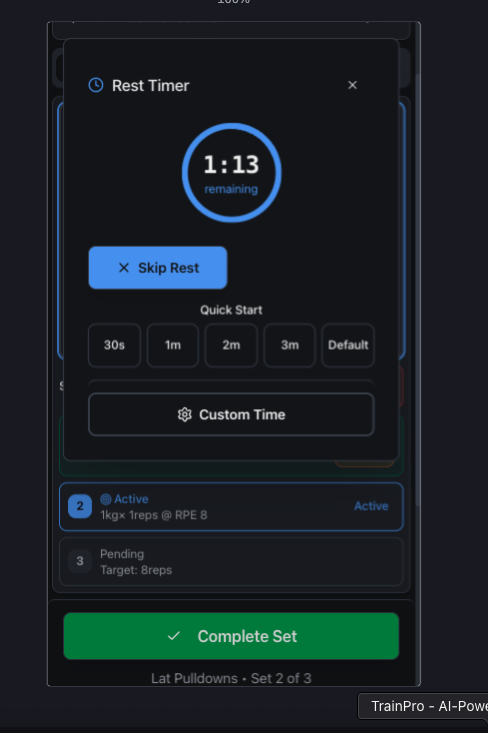 100%
Rest Timer
1:13
remaining
Skip Rest
Quick Start
30s 1m 2m 3m Default
Custom Time
2 Active Active
1kg× 1reps @ RPE 8
3 Pending
Target: 8reps
Complete Set
Lat Pulldowns • Set 2 of 3
TrainPro - AI-Powe